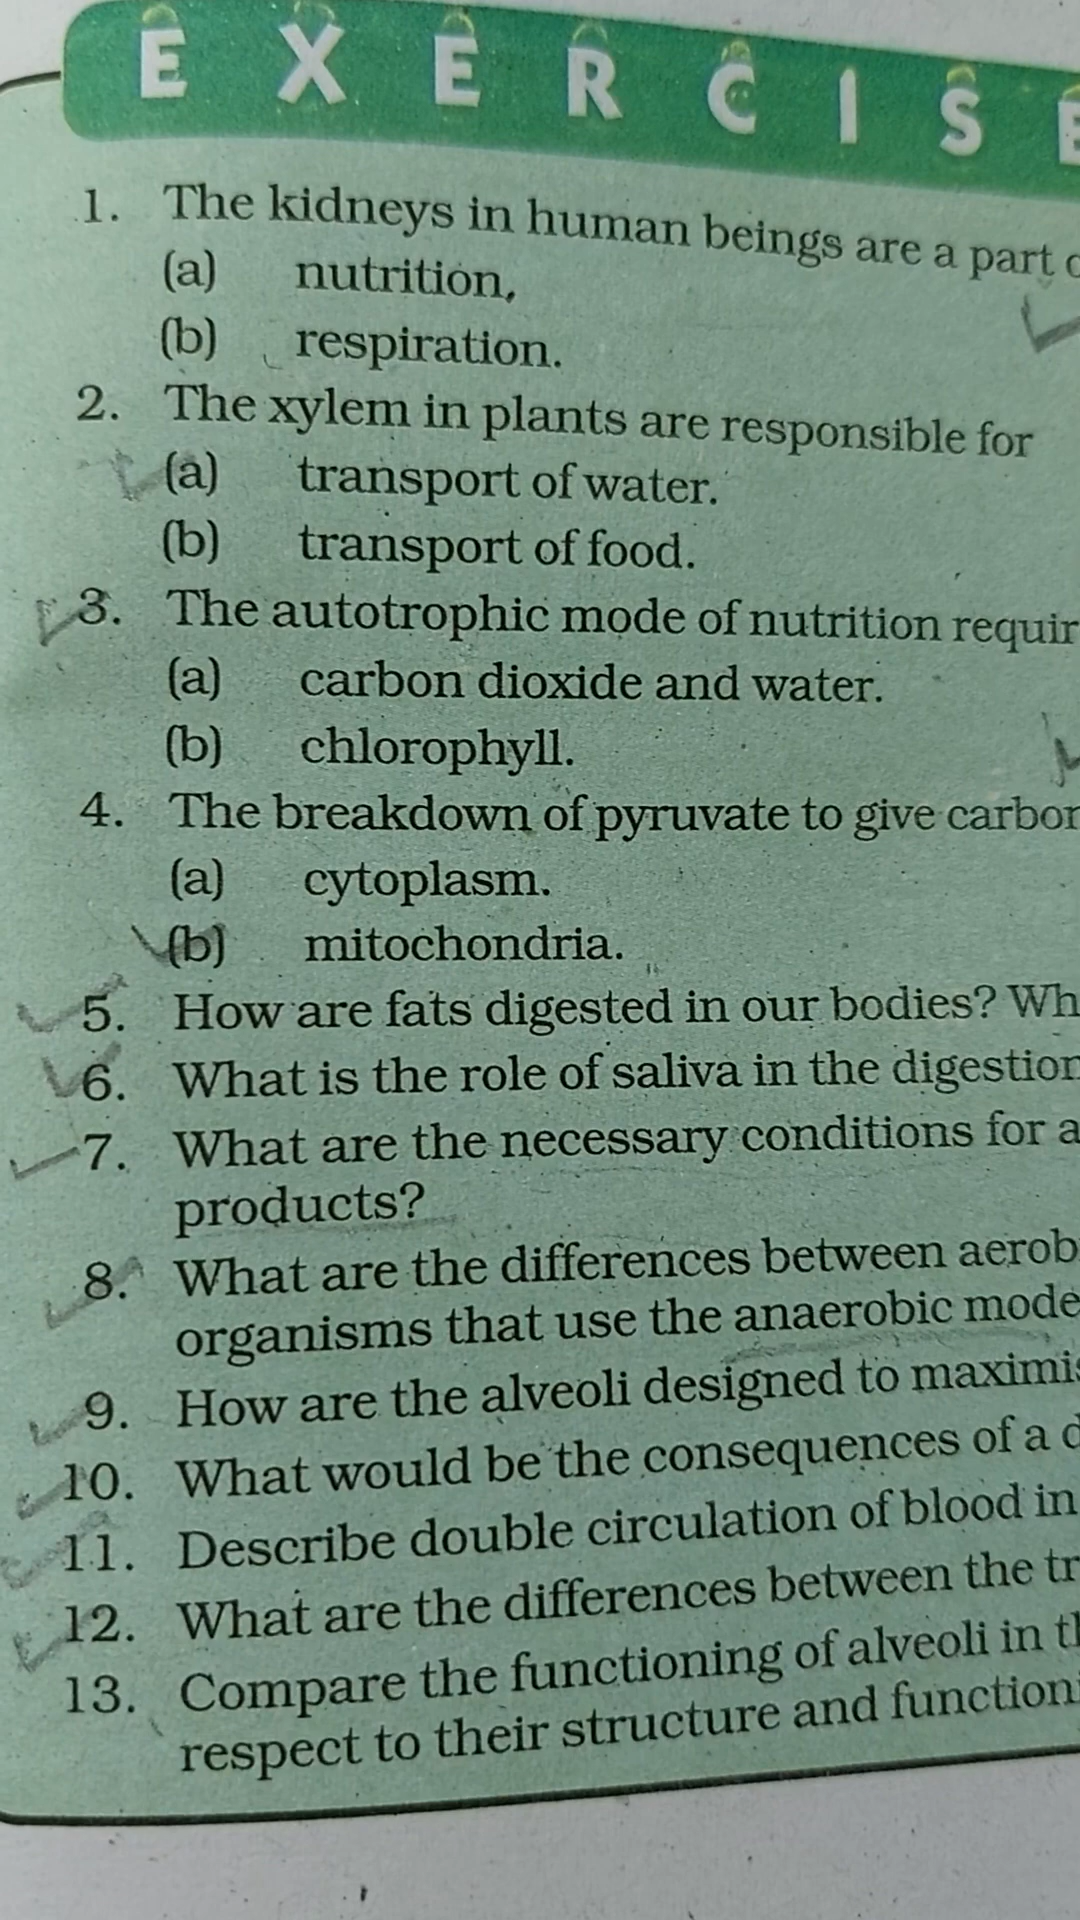 EXERCISE
1. The kidneys in human beings are a part
(a) nutrition.
(b) respiration.
2. The xylem in plants are responsible for
(a) transport of water.
(b) transport of food.
3. The autotrophic mode of nutrition requir
(a) carbon dioxide and water.
(b) chlorophyll.
4. The breakdown of pyruvate to give carbon
(a) cytoplasm.
(b) mitochondria.
5. How are fats digested in our bodies? Wh
6. What is the role of saliva in the digestion
7. What are the necessary conditions for a
products?
8. What are the differences between aerob
organisms that use the anaerobic mode
9. How are the alveoli designed to maximis
10. What would be the consequences of a d
11. Describe double circulation of blood in
12. What are the differences between the tr
13. Compare the functioning of alveoli in th
respect to their structure and function